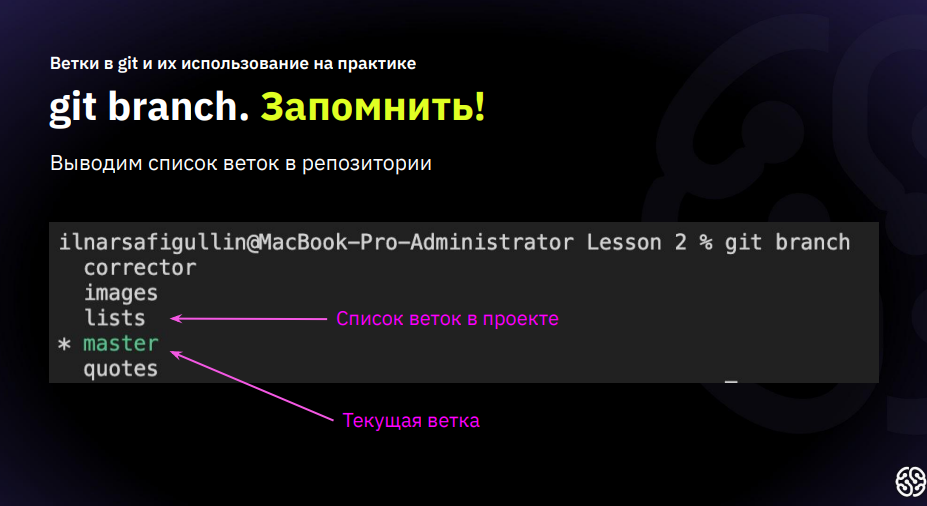 Ветки в git и их использование на практике
git branch. Запомнить!
Выводим список веток в репозитории
ilnarsafigullin@MacBook-Pro-Administrator Lesson 2 % git branch
corrector
images
lists
Список веток в проекте
* master
quotes
Текущая ветка